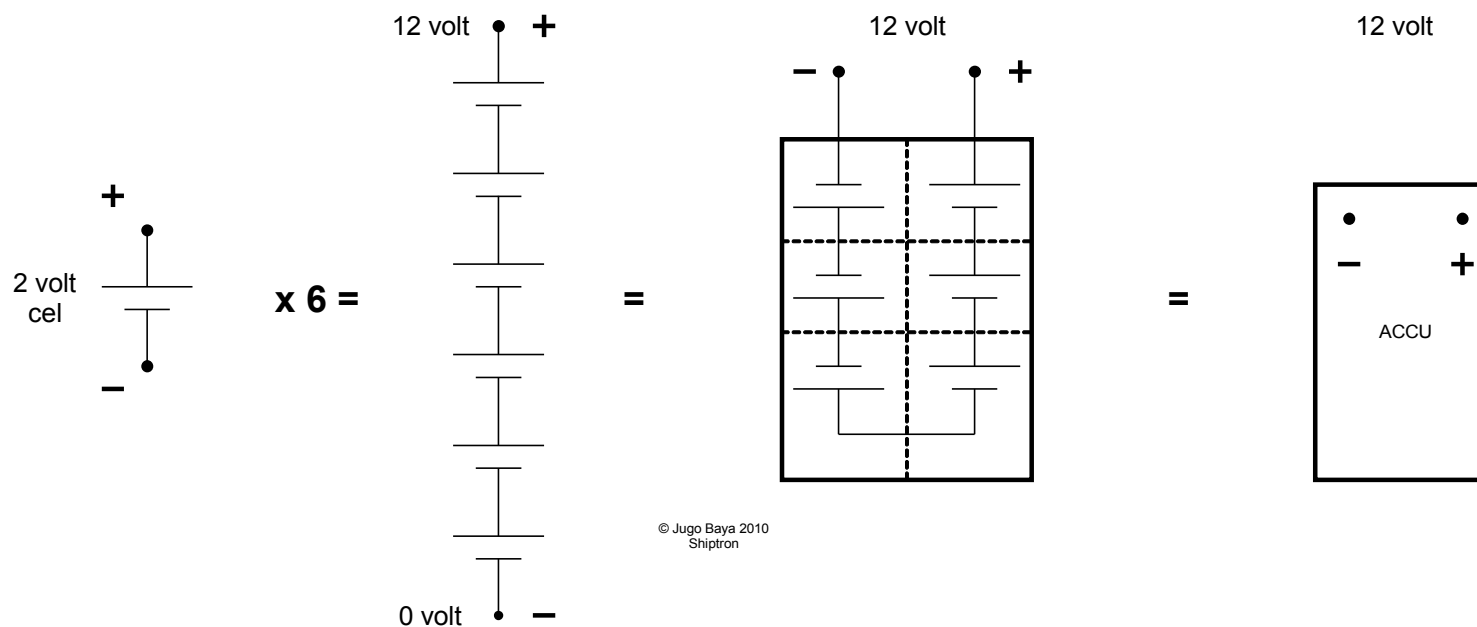 12 volt +
12 volt
12 volt
− +
+
2 volt
cel
−
x 6 =
=
=
− +
ACCU
© Jugo Baya 2010
Shiptron
0 volt −